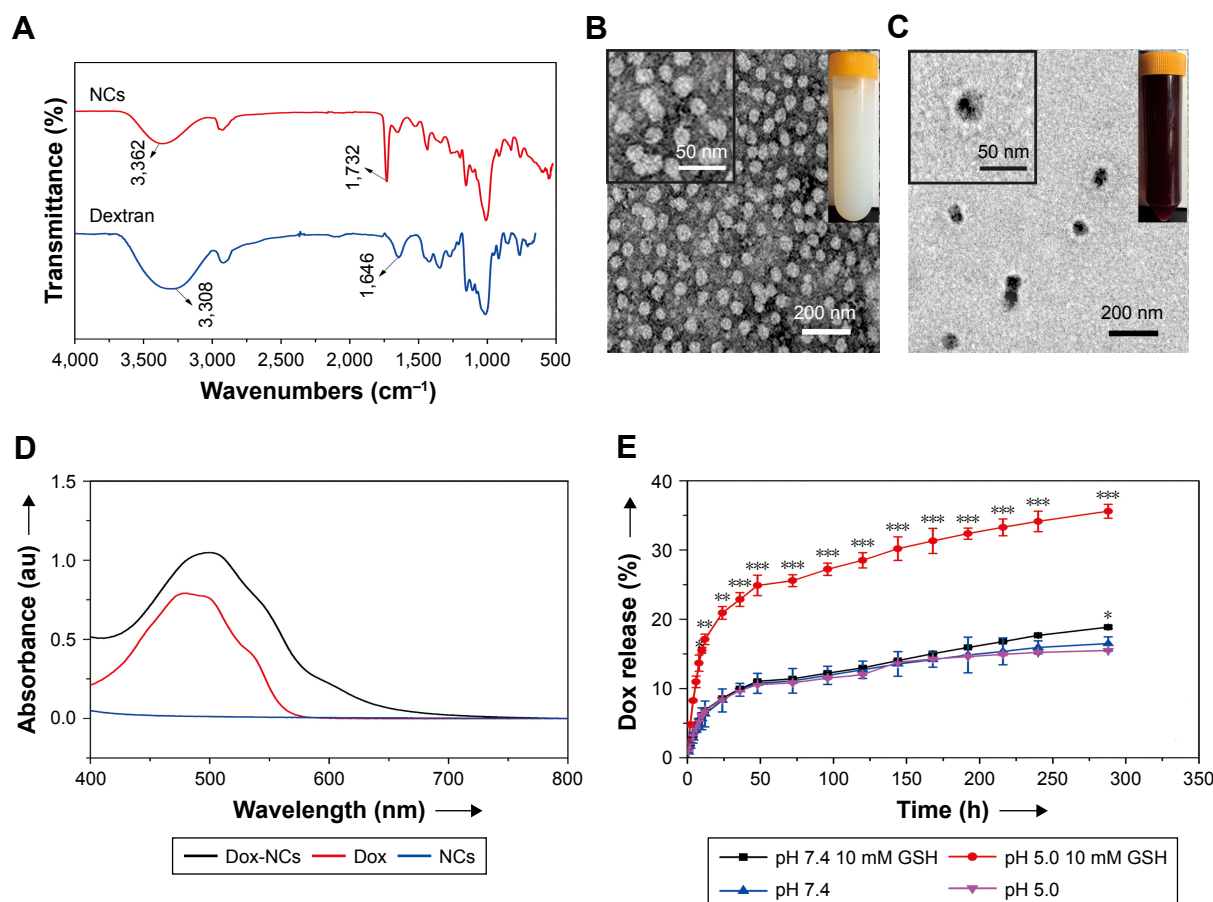 A
NCs
3,362
1,732
Dextran
3,308
1,646
Transmittance (%)
4,000 3,500 3,000 2,500 2,000 1,500 1,000 500
Wavenumbers (cm⁻¹)
B
50 nm
200 nm
C
50 nm
200 nm
D
1.5
1.0
0.5
0.0
Absorbance (au)
400 500 600 700 800
Wavelength (nm)
Dox-NCs Dox NCs
E
40
30
20
10
0
Dox release (%)
* ** ** *** *** *** *** *** *** *** *** *** *** ***
*
0 50 100 150 200 250 300 350
Time (h)
pH 7.4 10 mM GSH pH 5.0 10 mM GSH
pH 7.4 pH 5.0